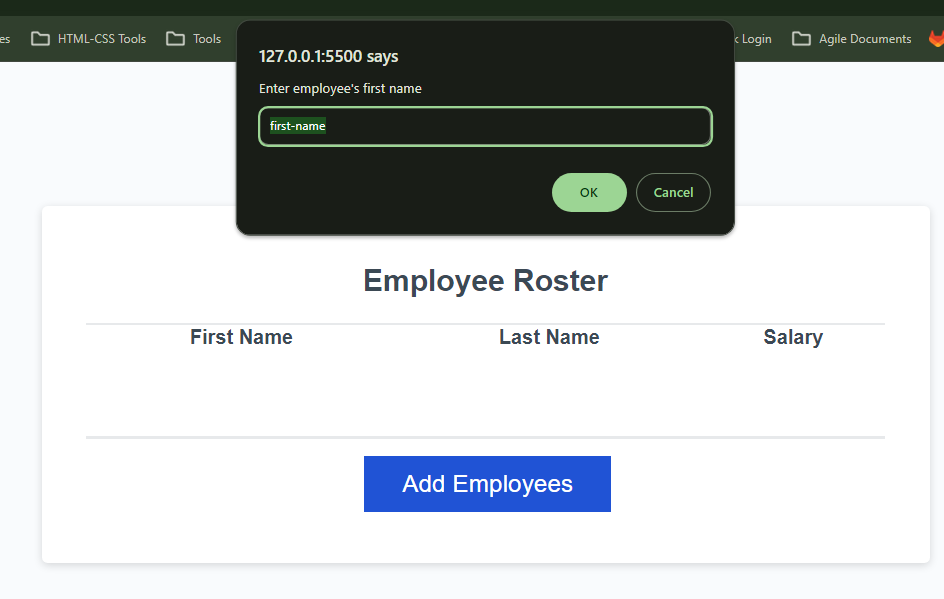 es HTML-CSS Tools Tools k Login Agile Documents
127.0.0.1:5500 says
Enter employee's first name
first-name
OK Cancel
Employee Roster
First Name Last Name Salary
Add Employees